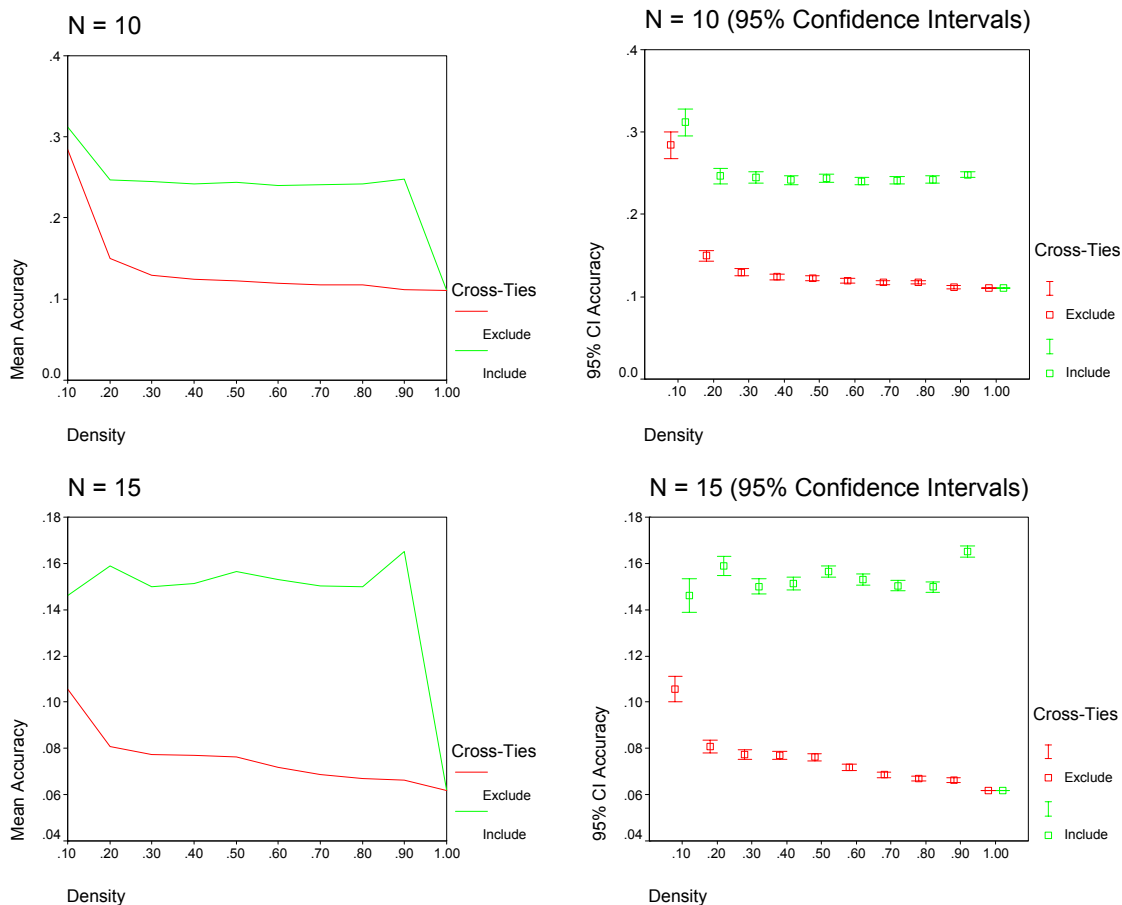 N = 10
.4
.3
.2
.1
0.0
Mean Accuracy
.10 .20 .30 .40 .50 .60 .70 .80 .90 1.00
Density
Cross-Ties
Exclude
Include
N = 10 (95% Confidence Intervals)
.4
.3
.2
.1
0.0
95% CI Accuracy
.10 .20 .30 .40 .50 .60 .70 .80 .90 1.00
Density
Cross-Ties
Exclude
Include
N = 15
.18
.16
.14
.12
.10
.08
.06
.04
Mean Accuracy
.10 .20 .30 .40 .50 .60 .70 .80 .90 1.00
Density
Cross-Ties
Exclude
Include
N = 15 (95% Confidence Intervals)
.18
.16
.14
.12
.10
.08
.06
.04
95% CI Accuracy
.10 .20 .30 .40 .50 .60 .70 .80 .90 1.00
Density
Cross-Ties
Exclude
Include